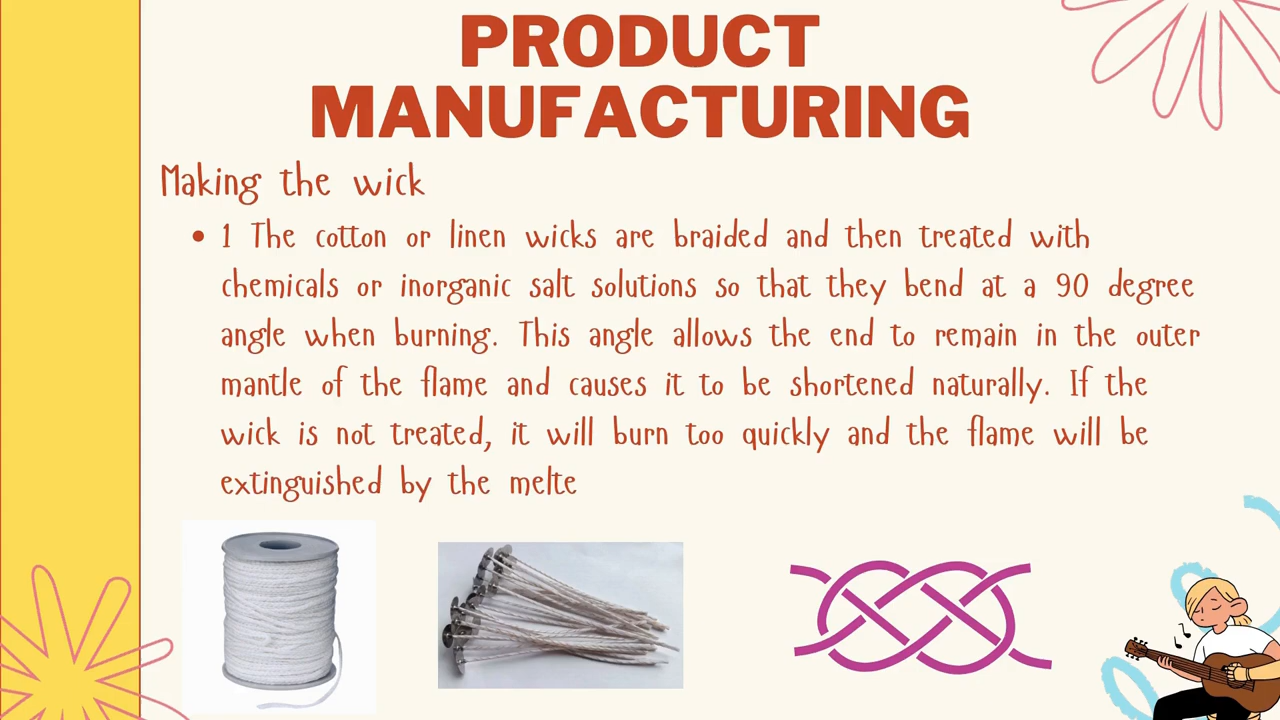 PRODUCT
MANUFACTURING
Making the wick
• 1 The cotton or linen wicks are braided and then treated with
chemicals or inorganic salt solutions so that they bend at a 90 degree
angle when burning. This angle allows the end to remain in the outer
mantle of the flame and causes it to be shortened naturally. If the
wick is not treated, it will burn too quickly and the flame will be
extinguished by the melte